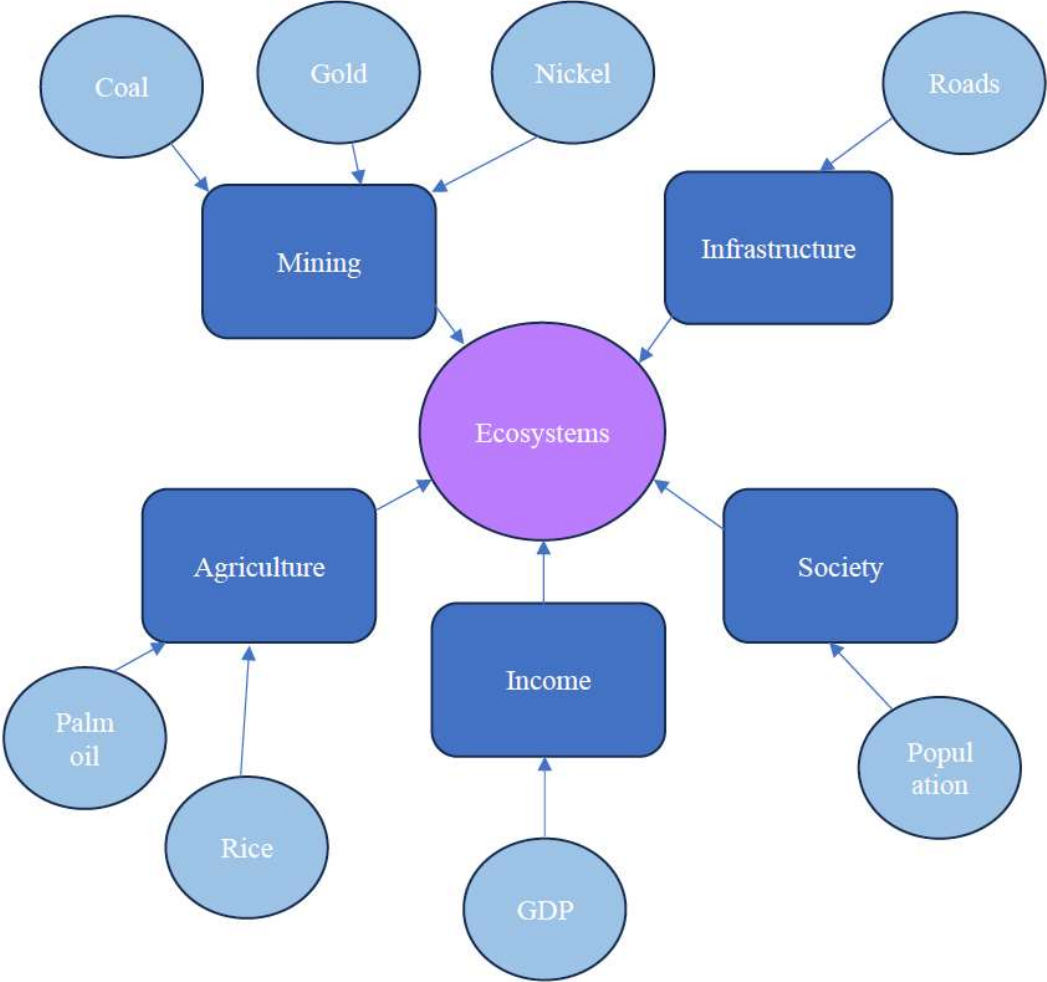 Coal
Gold
Nickel
Roads
Mining
Infrastructure
Ecosystems
Agriculture
Society
Income
Palm
oil
Popul
ation
Rice
GDP